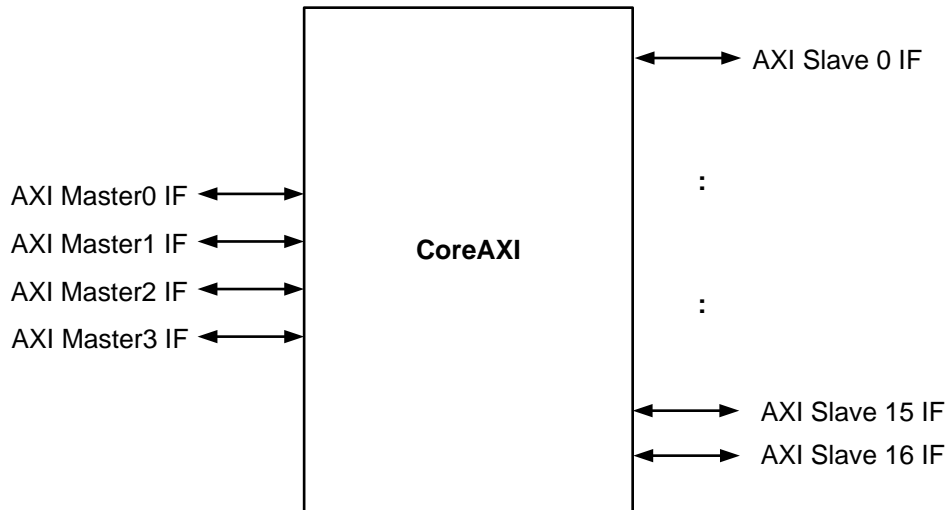 AXI Slave 0 IF
:
AXI Master0 IF
AXI Master1 IF
AXI Master2 IF
AXI Master3 IF
CoreAXI
:
AXI Slave 15 IF
AXI Slave 16 IF